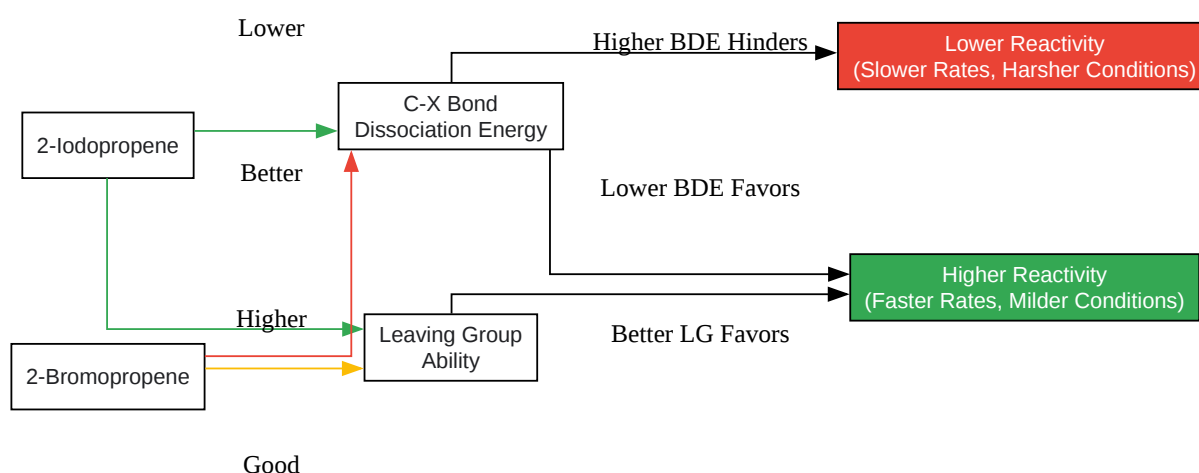 Lower
Higher BDE Hinders
Lower Reactivity
(Slower Rates, Harsher Conditions)
C-X Bond
Dissociation Energy
2-Iodopropene
Better
Lower BDE Favors
Higher Reactivity
(Faster Rates, Milder Conditions)
Higher
Leaving Group
Ability
Better LG Favors
2-Bromopropene
Good